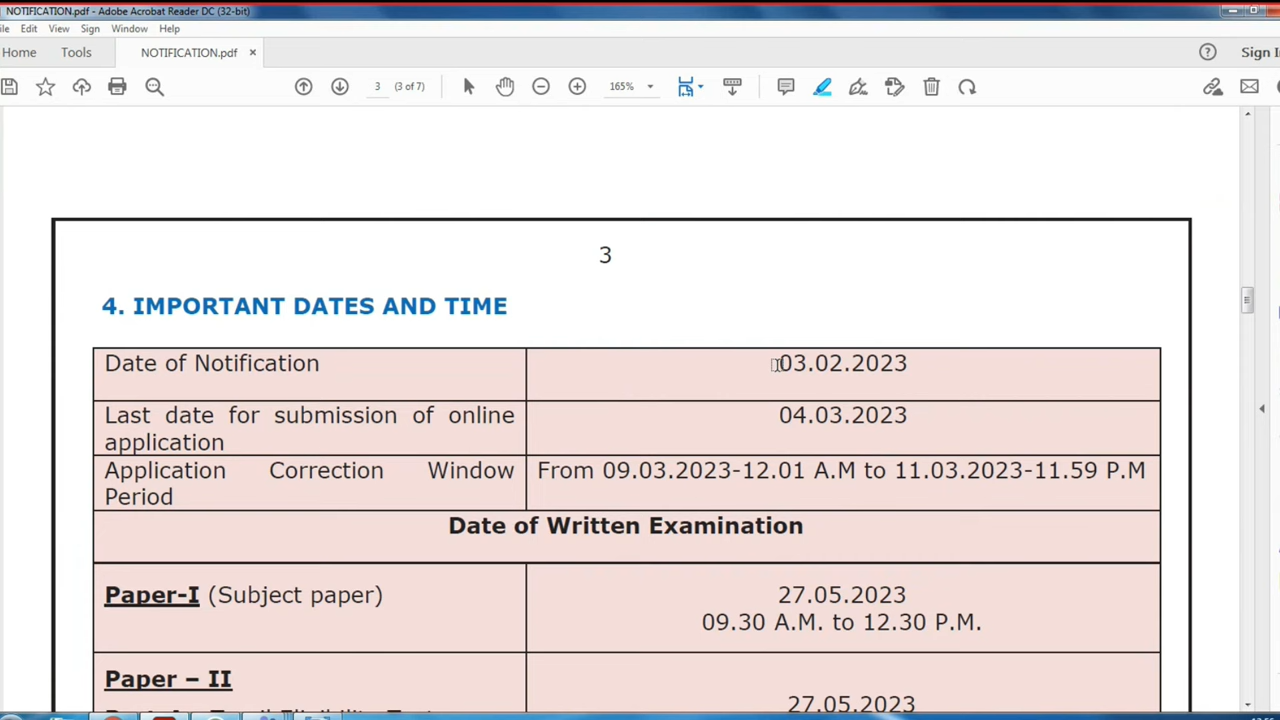 NOTIFICATION.pdf - Adobe Acrobat Reader DC (32-bit)
Edit View Sign Window Help
Home Tools NOTIFICATION.pdf × Sign
3 (3 of 7) 165%
3
4. IMPORTANT DATES AND TIME
Date of Notification 03.02.2023
Last date for submission of online 04.03.2023
application
Application Correction Window From 09.03.2023-12.01 A.M to 11.03.2023-11.59 P.M
Period
Date of Written Examination
Paper-I (Subject paper) 27.05.2023
09.30 A.M. to 12.30 P.M.
Paper – II
27.05.2023